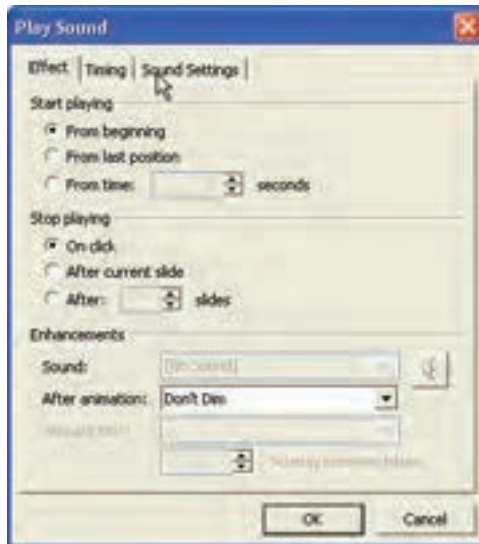 Play Sound
Effect Timing Sound Settings
Start playing
From beginning
From last position
From time: seconds
Stop playing
On click
After current slide
After: slides
Enhancements
Sound: [No Sound]
After animation: Don't Dim
OK Cancel